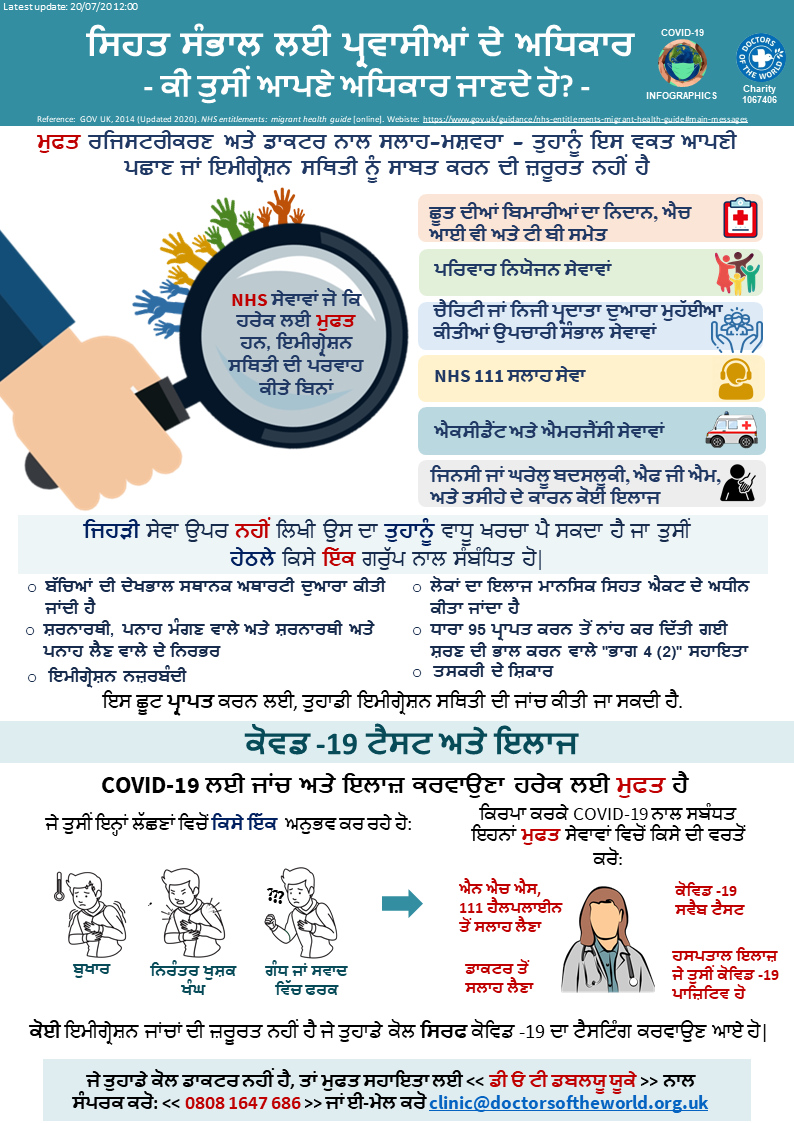 Latest update: 20/07/20 12:00
ਸਿਹਤ ਸੰਭਾਲ ਲਈ ਪ੍ਰਵਾਸੀਆਂ ਦੇ ਅਧਿਕਾਰ
- ਕੀ ਤੁਸੀਂ ਆਪਣੇ ਅਧਿਕਾਰ ਜਾਣਦੇ ਹੋ? -
COVID-19
INFOGRAPHICS
DOCTORS OF THE WORLD
Charity
1067406
Reference: GOV UK, 2014 (Updated 2020). NHS entitlements: migrant health guide [online]. Webiste: https://www.gov.uk/guidance/nhs-entitlements-migrant-health-guide#main-messages
ਮੁਫਤ ਰਜਿਸਟਰੀਕਰਣ ਅਤੇ ਡਾਕਟਰ ਨਾਲ ਸਲਾਹ-ਮਸ਼ਵਰਾ - ਤੁਹਾਨੂੰ ਇਸ ਵਕਤ ਆਪਣੀ
ਪਛਾਣ ਜਾਂ ਇਮੀਗ੍ਰੇਸ਼ਨ ਸਥਿਤੀ ਨੂੰ ਸਾਬਤ ਕਰਨ ਦੀ ਜ਼ਰੂਰਤ ਨਹੀਂ ਹੈ
NHS ਸੇਵਾਵਾਂ ਜੋ ਕਿ
ਹਰੇਕ ਲਈ ਮੁਫਤ
ਹਨ, ਇਮੀਗ੍ਰੇਸ਼ਨ
ਸਥਿਤੀ ਦੀ ਪਰਵਾਹ
ਕੀਤੇ ਬਿਨਾਂ
ਛੂਤ ਦੀਆਂ ਬਿਮਾਰੀਆਂ ਦਾ ਨਿਦਾਨ, ਐਚ
ਆਈ ਵੀ ਅਤੇ ਟੀ ਬੀ ਸਮੇਤ
ਪਰਿਵਾਰ ਨਿਯੋਜਨ ਸੇਵਾਵਾਂ
ਚੈਰਿਟੀ ਜਾਂ ਨਿਜੀ ਪ੍ਰਦਾਤਾ ਦੁਆਰਾ ਮੁਹੱਈਆ
ਕੀਤੀਆਂ ਉਪਚਾਰੀ ਸੰਭਾਲ ਸੇਵਾਵਾਂ
NHS 111 ਸਲਾਹ ਸੇਵਾ
ਐਕਸੀਡੈਂਟ ਅਤੇ ਐਮਰਜੈਂਸੀ ਸੇਵਾਵਾਂ
ਜਿਨਸੀ ਜਾਂ ਘਰੇਲੂ ਬਦਸਲੂਕੀ, ਐਫ ਜੀ ਐਮ,
ਅਤੇ ਤਸੀਹੇ ਦੇ ਕਾਰਨ ਕੋਈ ਇਲਾਜ
ਜਿਹੜੀ ਸੇਵਾ ਉਪਰ ਨਹੀਂ ਲਿਖੀ ਉਸ ਦਾ ਤੁਹਾਨੂੰ ਵਾਧੂ ਖਰਚਾ ਪੈ ਸਕਦਾ ਹੈ ਜਾ ਤੁਸੀਂ
ਹੇਠਲੇ ਕਿਸੇ ਇੱਕ ਗਰੁੱਪ ਨਾਲ ਸੰਬੰਧਿਤ ਹੋ|
○ ਬੱਚਿਆਂ ਦੀ ਦੇਖਭਾਲ ਸਥਾਨਕ ਅਥਾਰਟੀ ਦੁਆਰਾ ਕੀਤੀ
ਜਾਂਦੀ ਹੈ
○ ਸ਼ਰਨਾਰਥੀ, ਪਨਾਹ ਮੰਗਣ ਵਾਲੇ ਅਤੇ ਸ਼ਰਨਾਰਥੀ ਅਤੇ
ਪਨਾਹ ਲੈਣ ਵਾਲੇ ਦੇ ਨਿਰਭਰ
○ ਇਮੀਗ੍ਰੇਸ਼ਨ ਨਜ਼ਰਬੰਦੀ
○ ਲੋਕਾਂ ਦਾ ਇਲਾਜ ਮਾਨਸਿਕ ਸਿਹਤ ਐਕਟ ਦੇ ਅਧੀਨ
ਕੀਤਾ ਜਾਂਦਾ ਹੈ
○ ਧਾਰਾ 95 ਪ੍ਰਾਪਤ ਕਰਨ ਤੋਂ ਨਾਂਹ ਕਰ ਦਿੱਤੀ ਗਈ
ਸ਼ਰਣ ਦੀ ਭਾਲ ਕਰਨ ਵਾਲੇ "ਭਾਗ 4 (2)" ਸਹਾਇਤਾ
○ ਤਸਕਰੀ ਦੇ ਸ਼ਿਕਾਰ
ਇਸ ਛੂਟ ਪ੍ਰਾਪਤ ਕਰਨ ਲਈ, ਤੁਹਾਡੀ ਇਮੀਗ੍ਰੇਸ਼ਨ ਸਥਿਤੀ ਦੀ ਜਾਂਚ ਕੀਤੀ ਜਾ ਸਕਦੀ ਹੈ.
ਕੋਵਡ -19 ਟੈਸਟ ਅਤੇ ਇਲਾਜ
COVID-19 ਲਈ ਜਾਂਚ ਅਤੇ ਇਲਾਜ਼ ਕਰਵਾਉਣਾ ਹਰੇਕ ਲਈ ਮੁਫਤ ਹੈ
ਜੇ ਤੁਸੀਂ ਇਨ੍ਹਾਂ ਲੱਛਣਾਂ ਵਿਚੋਂ ਕਿਸੇ ਇੱਕ ਅਨੁਭਵ ਕਰ ਰਹੇ ਹੋ:
???
ਬੁਖਾਰ
ਨਿਰੰਤਰ ਖੁਸ਼ਕ
ਖੰਘ
ਗੰਧ ਜਾਂ ਸਵਾਦ
ਵਿੱਚ ਫਰਕ
ਕਿਰਪਾ ਕਰਕੇ COVID-19 ਨਾਲ ਸਬੰਧਤ
ਇਹਨਾਂ ਮੁਫਤ ਸੇਵਾਵਾਂ ਵਿਚੋਂ ਕਿਸੇ ਦੀ ਵਰਤੋਂ
ਕਰੋ:
ਐਨ ਐਚ ਐਸ,
111 ਹੈਲਪਲਾਈਨ
ਤੋਂ ਸਲਾਹ ਲੈਣਾ
ਡਾਕਟਰ ਤੋਂ
ਸਲਾਹ ਲੈਣਾ
ਕੋਵਿਡ -19
ਸਵੈਬ ਟੈਸਟ
ਹਸਪਤਾਲ ਇਲਾਜ਼
ਜੇ ਤੁਸੀਂ ਕੋਵਿਡ -19
ਪਾਜ਼ਿਟਿਵ ਹੋ
ਕੋਈ ਇਮੀਗ੍ਰੇਸ਼ਨ ਜਾਂਚਾਂ ਦੀ ਜ਼ਰੂਰਤ ਨਹੀਂ ਹੈ ਜੇ ਤੁਹਾਡੇ ਕੋਲ ਸਿਰਫ ਕੋਵਿਡ -19 ਦਾ ਟੈਸਟਿੰਗ ਕਰਵਾਉਣ ਆਏ ਹੋ|
ਜੇ ਤੁਹਾਡੇ ਕੋਲ ਡਾਕਟਰ ਨਹੀਂ ਹੈ, ਤਾਂ ਮੁਫਤ ਸਹਾਇਤਾ ਲਈ << ਡੀ ਓ ਟੀ ਡਬਲਯੂ ਯੂਕੇ >> ਨਾਲ
ਸੰਪਰਕ ਕਰੋ: << 0808 1647 686 >> ਜਾਂ ਈ-ਮੇਲ ਕਰੋ clinic@doctorsoftheworld.org.uk